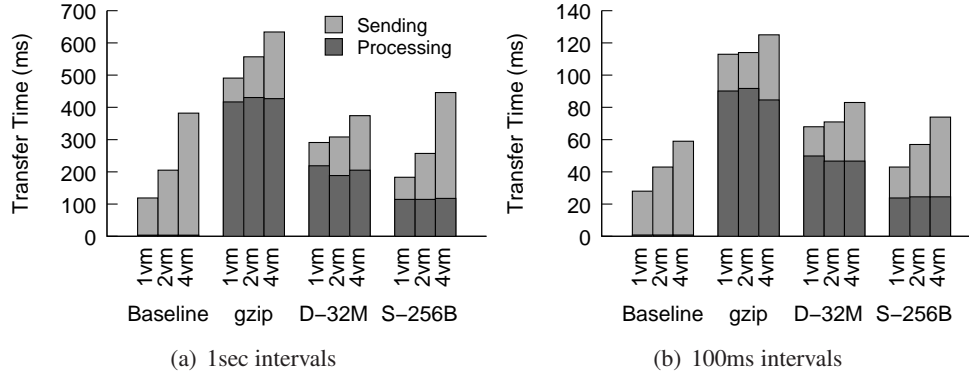 Transfer Time (ms)
700
600
500
400
300
200
100
0
Sending
Processing
1vm
2vm
4vm
1vm
2vm
4vm
1vm
2vm
4vm
1vm
2vm
4vm
Baseline gzip D−32M S−256B
(a) 1sec intervals
Transfer Time (ms)
140
120
100
80
60
40
20
0
1vm
2vm
4vm
1vm
2vm
4vm
1vm
2vm
4vm
1vm
2vm
4vm
Baseline gzip D−32M S−256B
(b) 100ms intervals